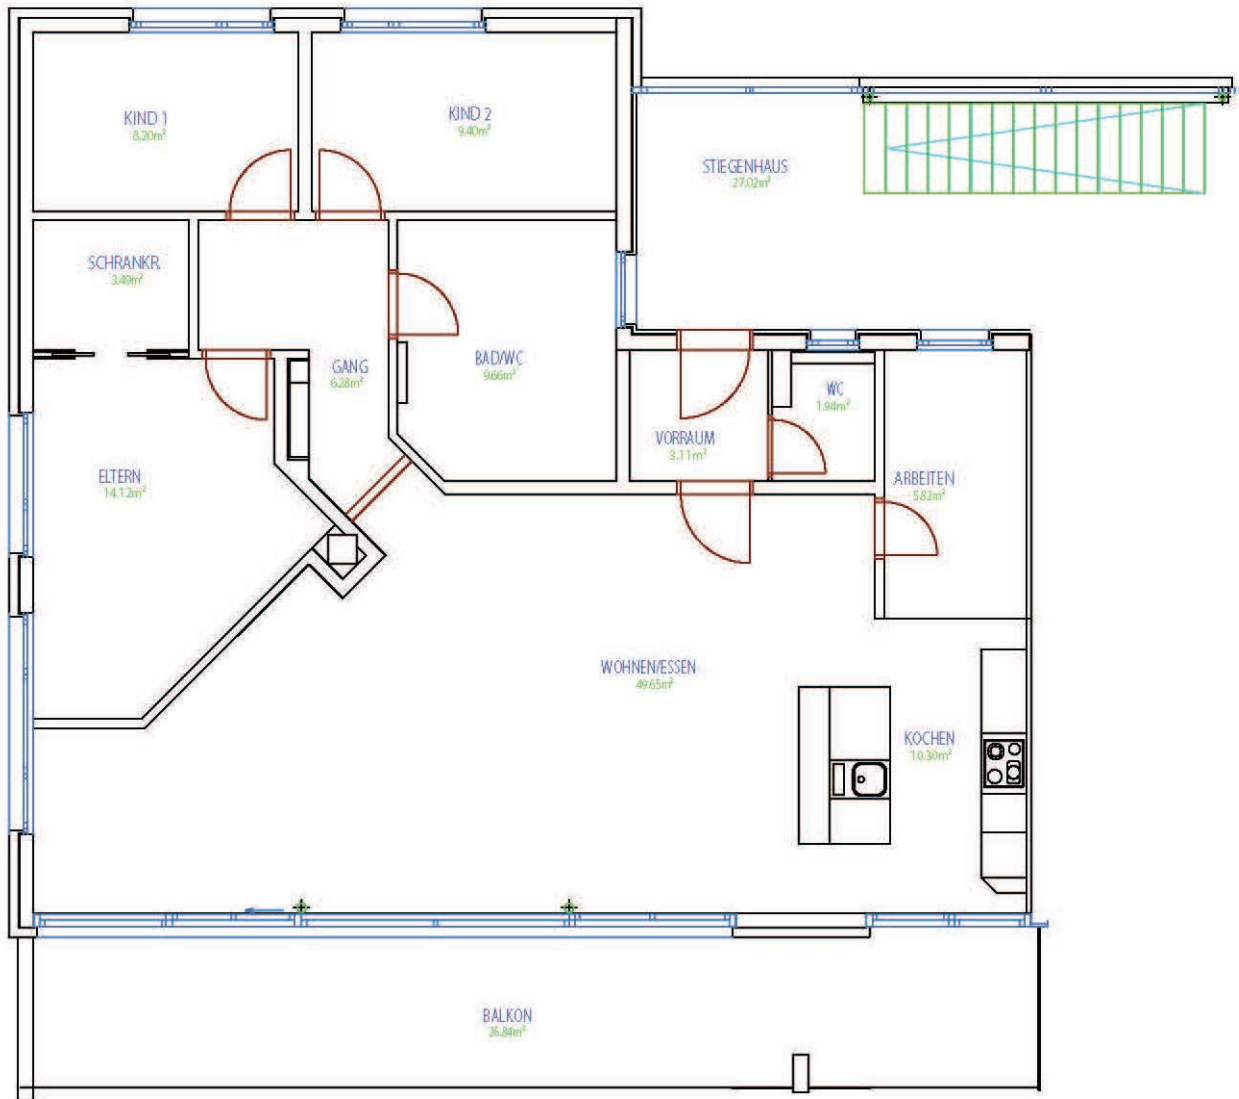 KIND 1
8.20m²
KIND 2
9.40m²
STIEGENHAUS
27.02m²
SCHRANKR.
3.49m²
GANG
6.28m²
BAD/WC
9.66m²
WC
1.94m²
VORRAUM
3.11m²
ELTERN
14.12m²
ARBEITEN
5.83m²
WOHNEN/ESSEN
49.65m²
KOCHEN
10.30m²
BALKON
26.84m²